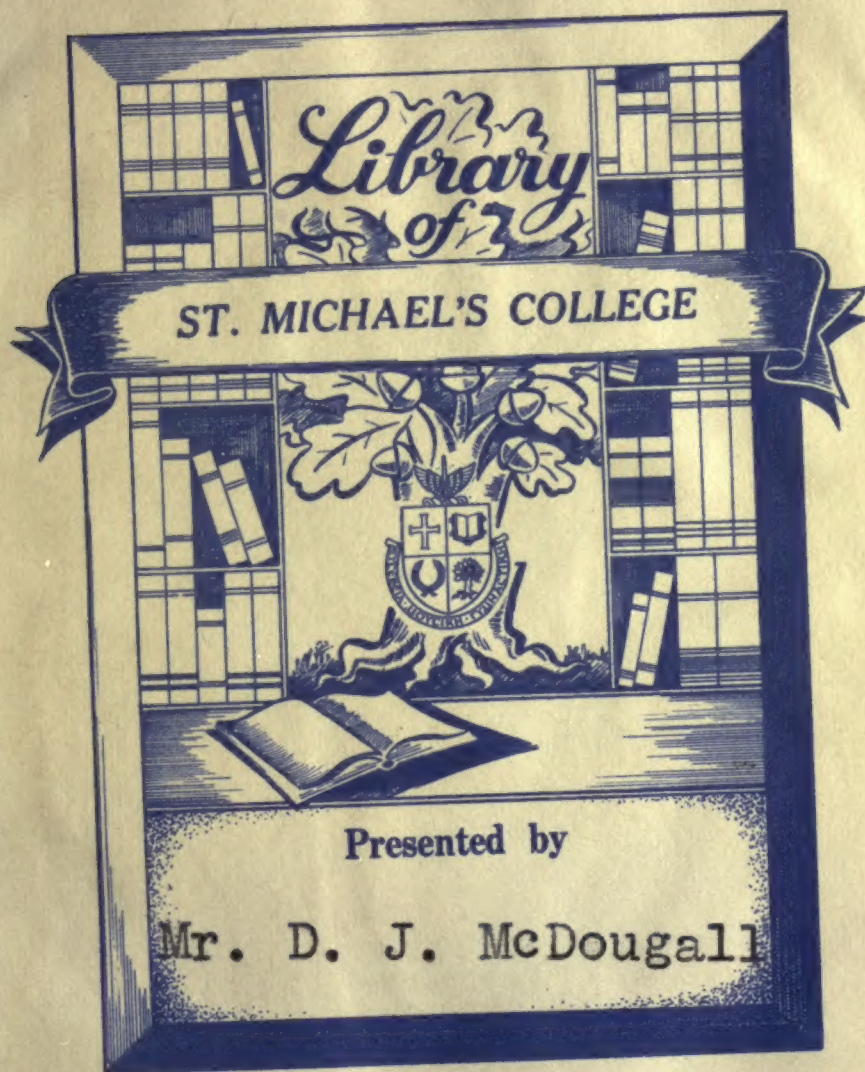 Library
of
ST. MICHAEL'S COLLEGE
Presented by
Mr. D. J. McDougall